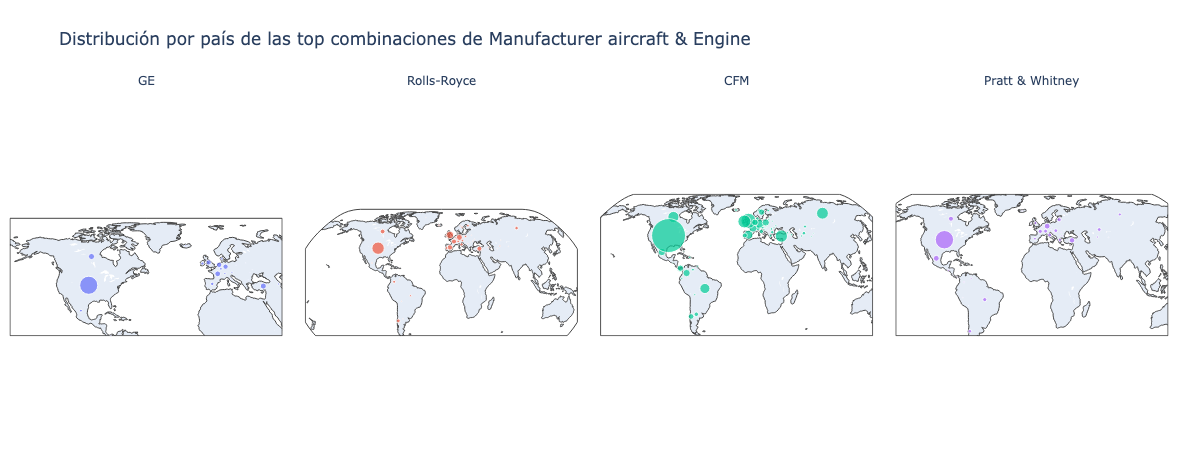 Distribución por país de las top combinaciones de Manufacturer aircraft & Engine
GE
Rolls-Royce
CFM
Pratt & Whitney